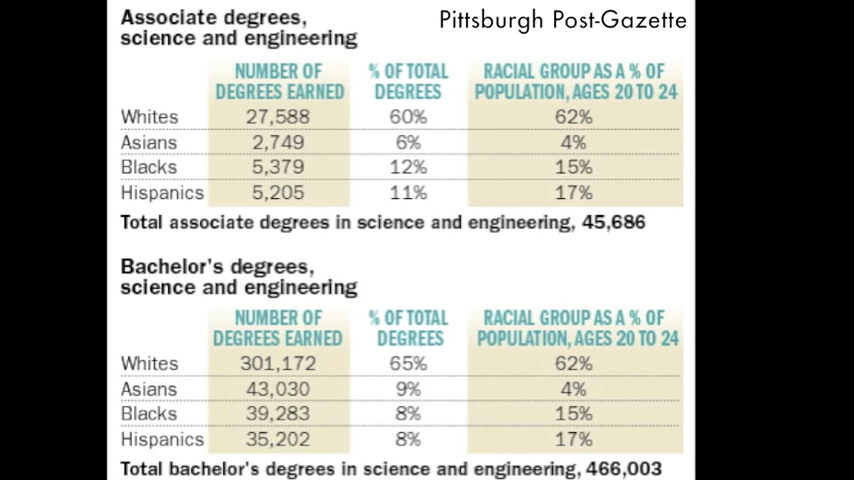 Pittsburgh Post-Gazette
Associate degrees,
science and engineering
NUMBER OF DEGREES EARNED % OF TOTAL DEGREES RACIAL GROUP AS A % OF POPULATION, AGES 20 TO 24
Whites 27,588 60% 62%
Asians 2,749 6% 4%
Blacks 5,379 12% 15%
Hispanics 5,205 11% 17%
Total associate degrees in science and engineering, 45,686
Bachelor's degrees,
science and engineering
NUMBER OF DEGREES EARNED % OF TOTAL DEGREES RACIAL GROUP AS A % OF POPULATION, AGES 20 TO 24
Whites 301,172 65% 62%
Asians 43,030 9% 4%
Blacks 39,283 8% 15%
Hispanics 35,202 8% 17%
Total bachelor's degrees in science and engineering, 466,003